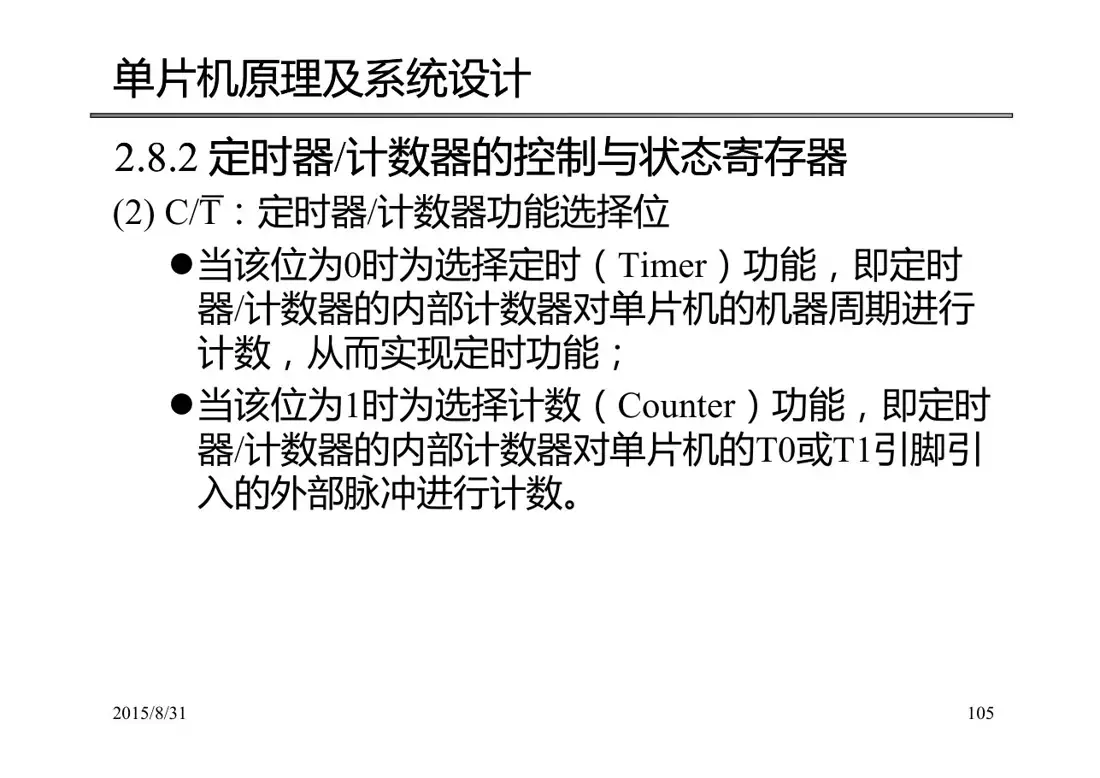 单片机原理及系统设计
2.8.2 定时器/计数器的控制与状态寄存器
(2) C/T̅：定时器/计数器功能选择位
●当该位为0时为选择定时（Timer）功能，即定时
器/计数器的内部计数器对单片机的机器周期进行
计数，从而实现定时功能；
●当该位为1时为选择计数（Counter）功能，即定时
器/计数器的内部计数器对单片机的T0或T1引脚引
入的外部脉冲进行计数。
2015/8/31
105